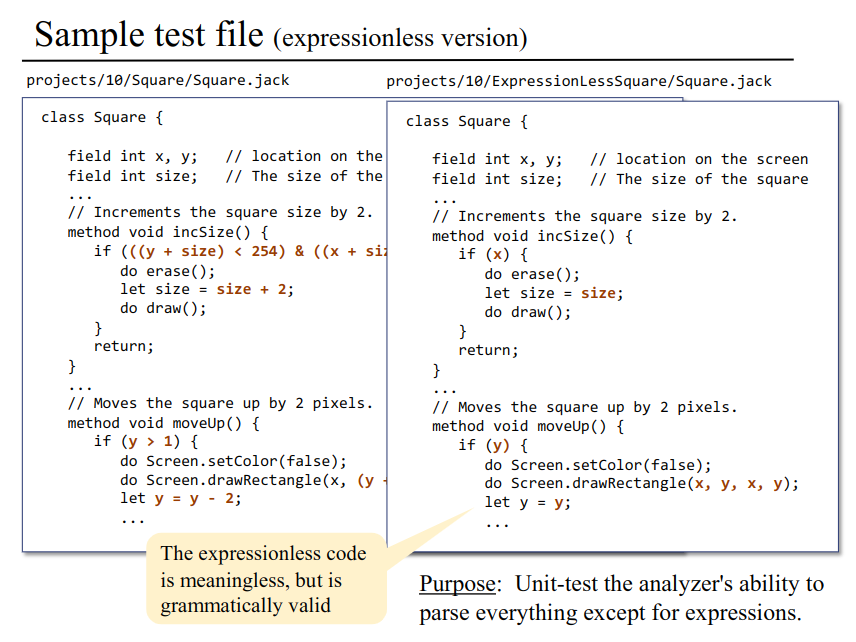 Sample test file (expressionless version)
projects/10/Square/Square.jack
class Square {
field int x, y;   // location on the
field int size;   // The size of the
...
// Increments the square size by 2.
method void incSize() {
if (((y + size) < 254) & ((x + siz
do erase();
let size = size + 2;
do draw();
}
return;
}
...
// Moves the square up by 2 pixels.
method void moveUp() {
if (y > 1) {
do Screen.setColor(false);
do Screen.drawRectangle(x, (y +
let y = y - 2;
...
projects/10/ExpressionLessSquare/Square.jack
class Square {
field int x, y;   // location on the screen
field int size;   // The size of the square
...
// Increments the square size by 2.
method void incSize() {
if (x) {
do erase();
let size = size;
do draw();
}
return;
}
...
// Moves the square up by 2 pixels.
method void moveUp() {
if (y) {
do Screen.setColor(false);
do Screen.drawRectangle(x, y, x, y);
let y = y;
...
The expressionless code
is meaningless, but is
grammatically valid
Purpose:  Unit-test the analyzer's ability to
parse everything except for expressions.